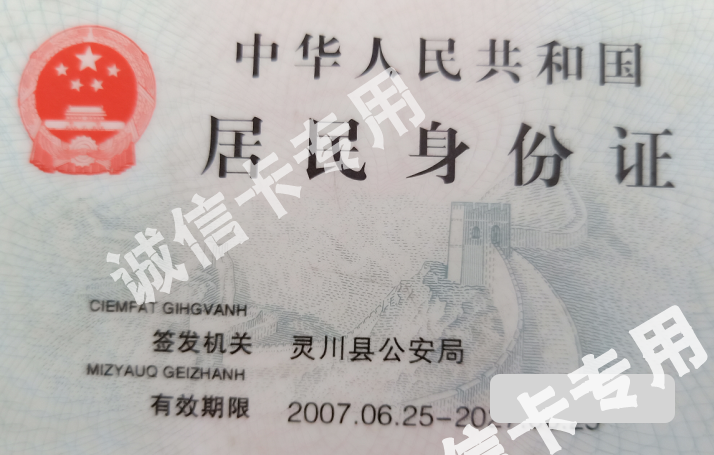 中华人民共和国
居民身份证
诚信卡专用
CIEMFAT GIHGVANH
签发机关 灵川县公安局
MIZYAUQ GEIZHANH
有效期限 2007.06.25-
信卡专用